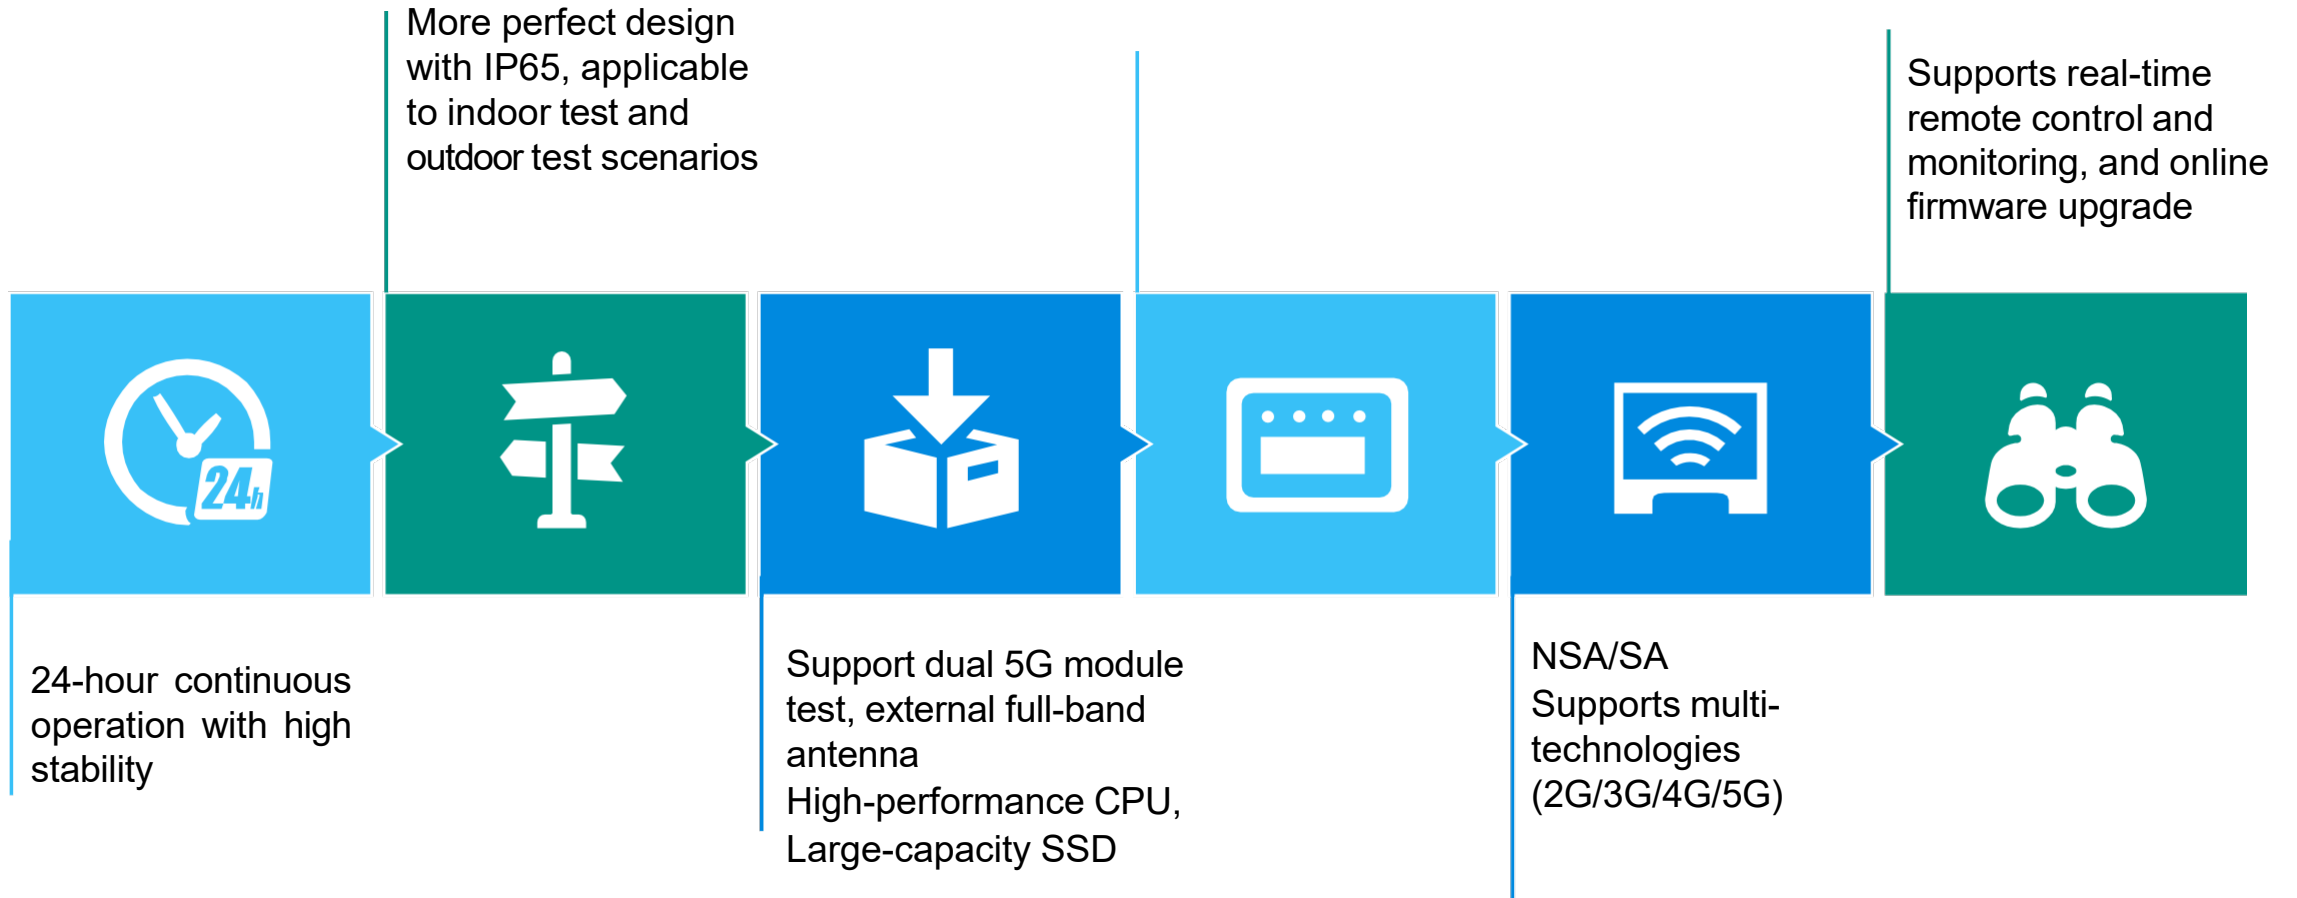 More perfect design
with IP65, applicable
to indoor test and
outdoor test scenarios
Supports real-time
remote control and
monitoring, and online
firmware upgrade
24h
24-hour continuous
operation with high
stability
Support dual 5G module
test, external full-band
antenna
High-performance CPU,
Large-capacity SSD
NSA/SA
Supports multi-
technologies
(2G/3G/4G/5G)